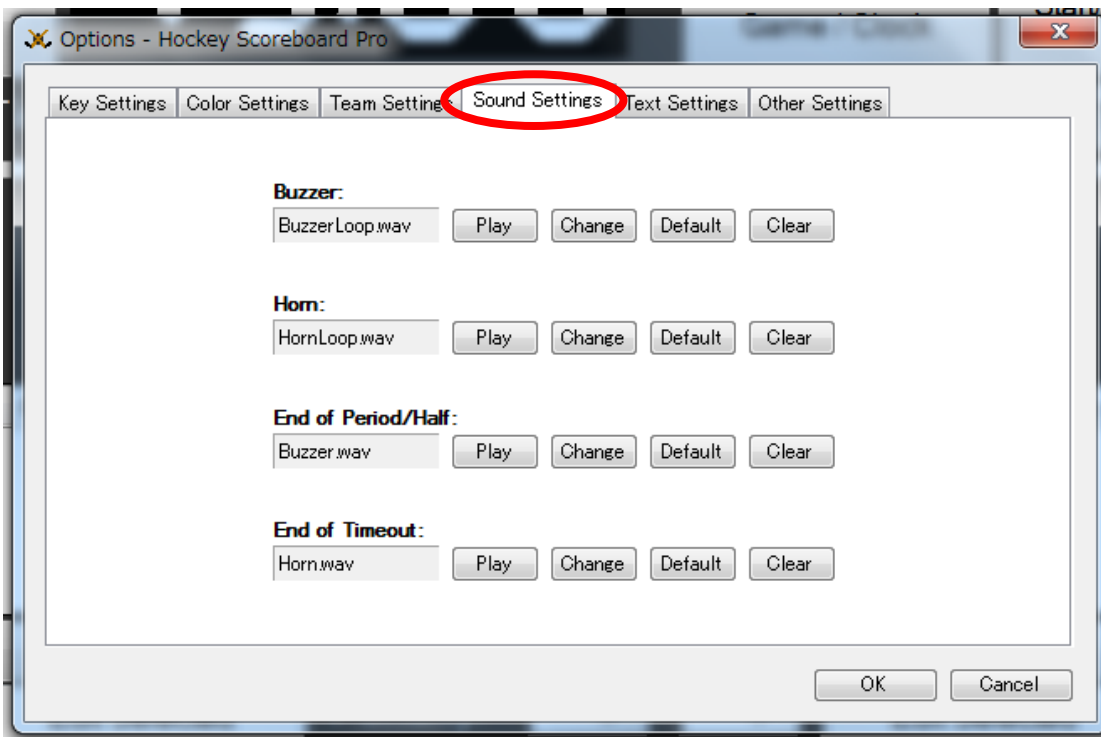 Options - Hockey Scoreboard Pro
Key Settings Color Settings Team Settings Sound Settings Text Settings Other Settings
Buzzer:
BuzzerLoop.wav Play Change Default Clear
Horn:
HornLoop.wav Play Change Default Clear
End of Period/Half:
Buzzer.wav Play Change Default Clear
End of Timeout:
Horn.wav Play Change Default Clear
OK Cancel